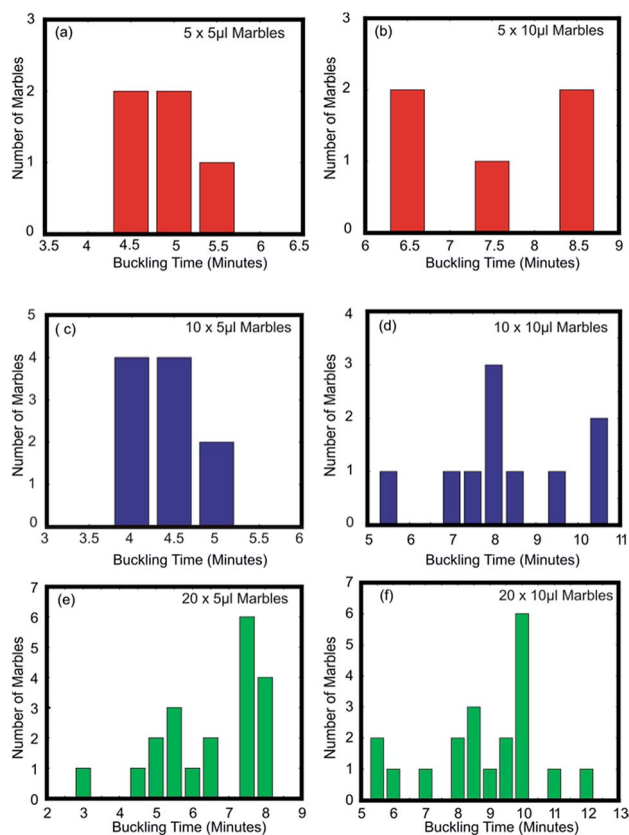 (a) 5 x 5µl Marbles
Number of Marbles
3
2
1
0
3.5 4 4.5 5 5.5 6 6.5
Buckling Time (Minutes)
(b) 5 x 10µl Marbles
Number of Marbles
3
2
1
0
6 6.5 7 7.5 8 8.5 9
Buckling Time (Minutes)
( c) 10 x 5µl Marbles
Number of Marbles
5
4
3
2
1
0
3 3.5 4 4.5 5 5.5 6
Buckling Time (Minutes)
(d) 10 x 10µl Marbles
Number of Marbles
4
3
2
1
0
5 6 7 8 9 10 11
Buckling Time (Minutes)
(e) 20 x 5µl Marbles
Number of Marbles
7
6
5
4
3
2
1
0
2 3 4 5 6 7 8 9
Buckling Time (Minutes)
(f) 20 x 10µl Marbles
Number of Marbles
7
6
5
4
3
2
1
0
5 6 7 8 9 10 11 12 13
Buckling Time (Minutes)